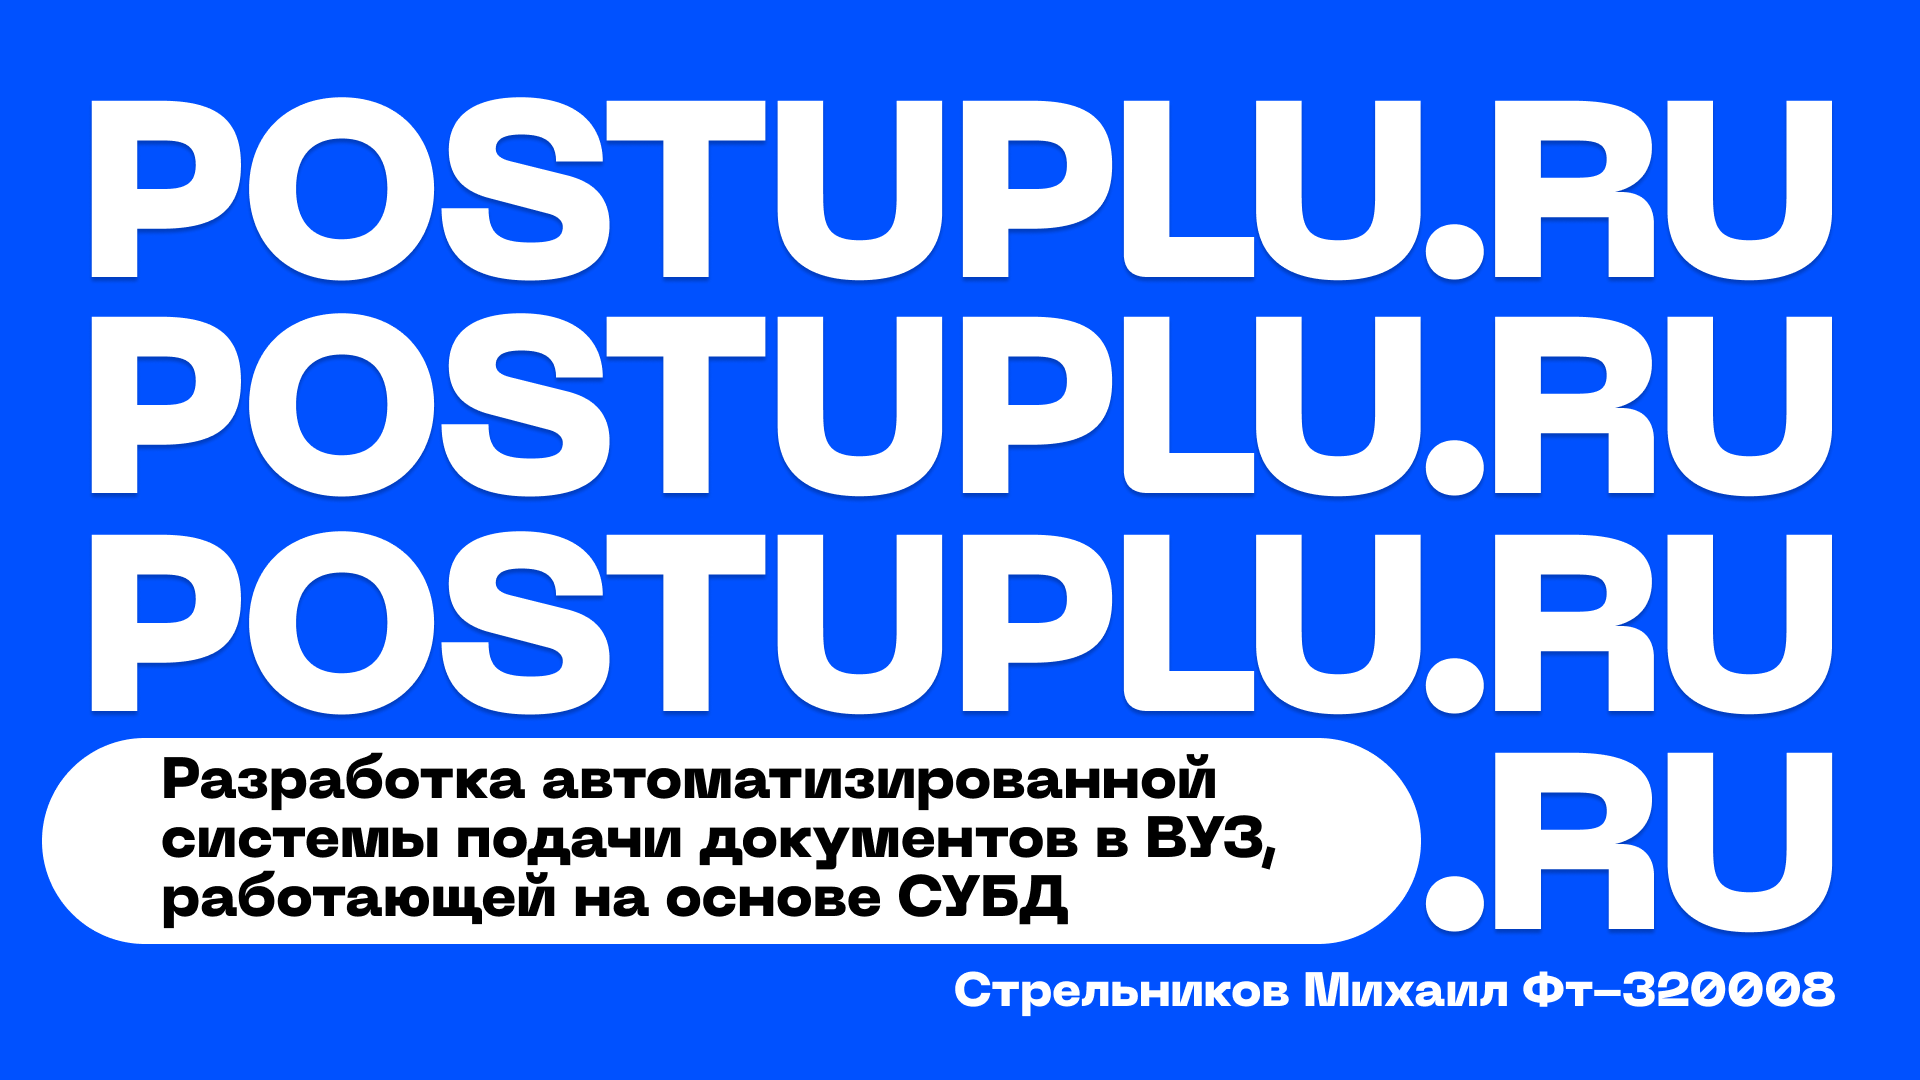 POSTUPLU.RU
POSTUPLU.RU
POSTUPLU.RU
.RU
Разработка автоматизированной
системы подачи документов в ВУЗ,
работающей на основе СУБД
Стрельников Михаил Фт-320008